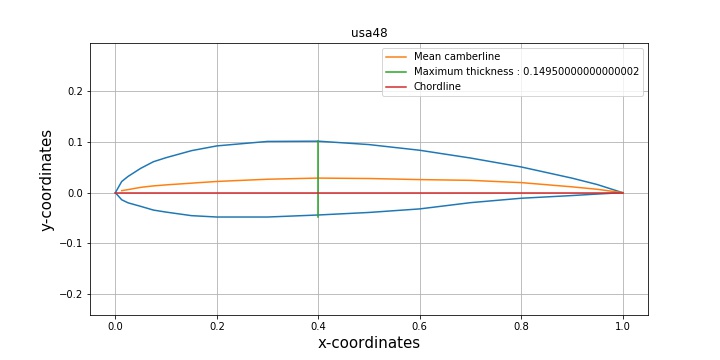 usa48
Mean camberline
Maximum thickness : 0.14950000000000002
Chordline
0.2
0.1
0.0
−0.1
−0.2
y-coordinates
0.0 0.2 0.4 0.6 0.8 1.0
x-coordinates